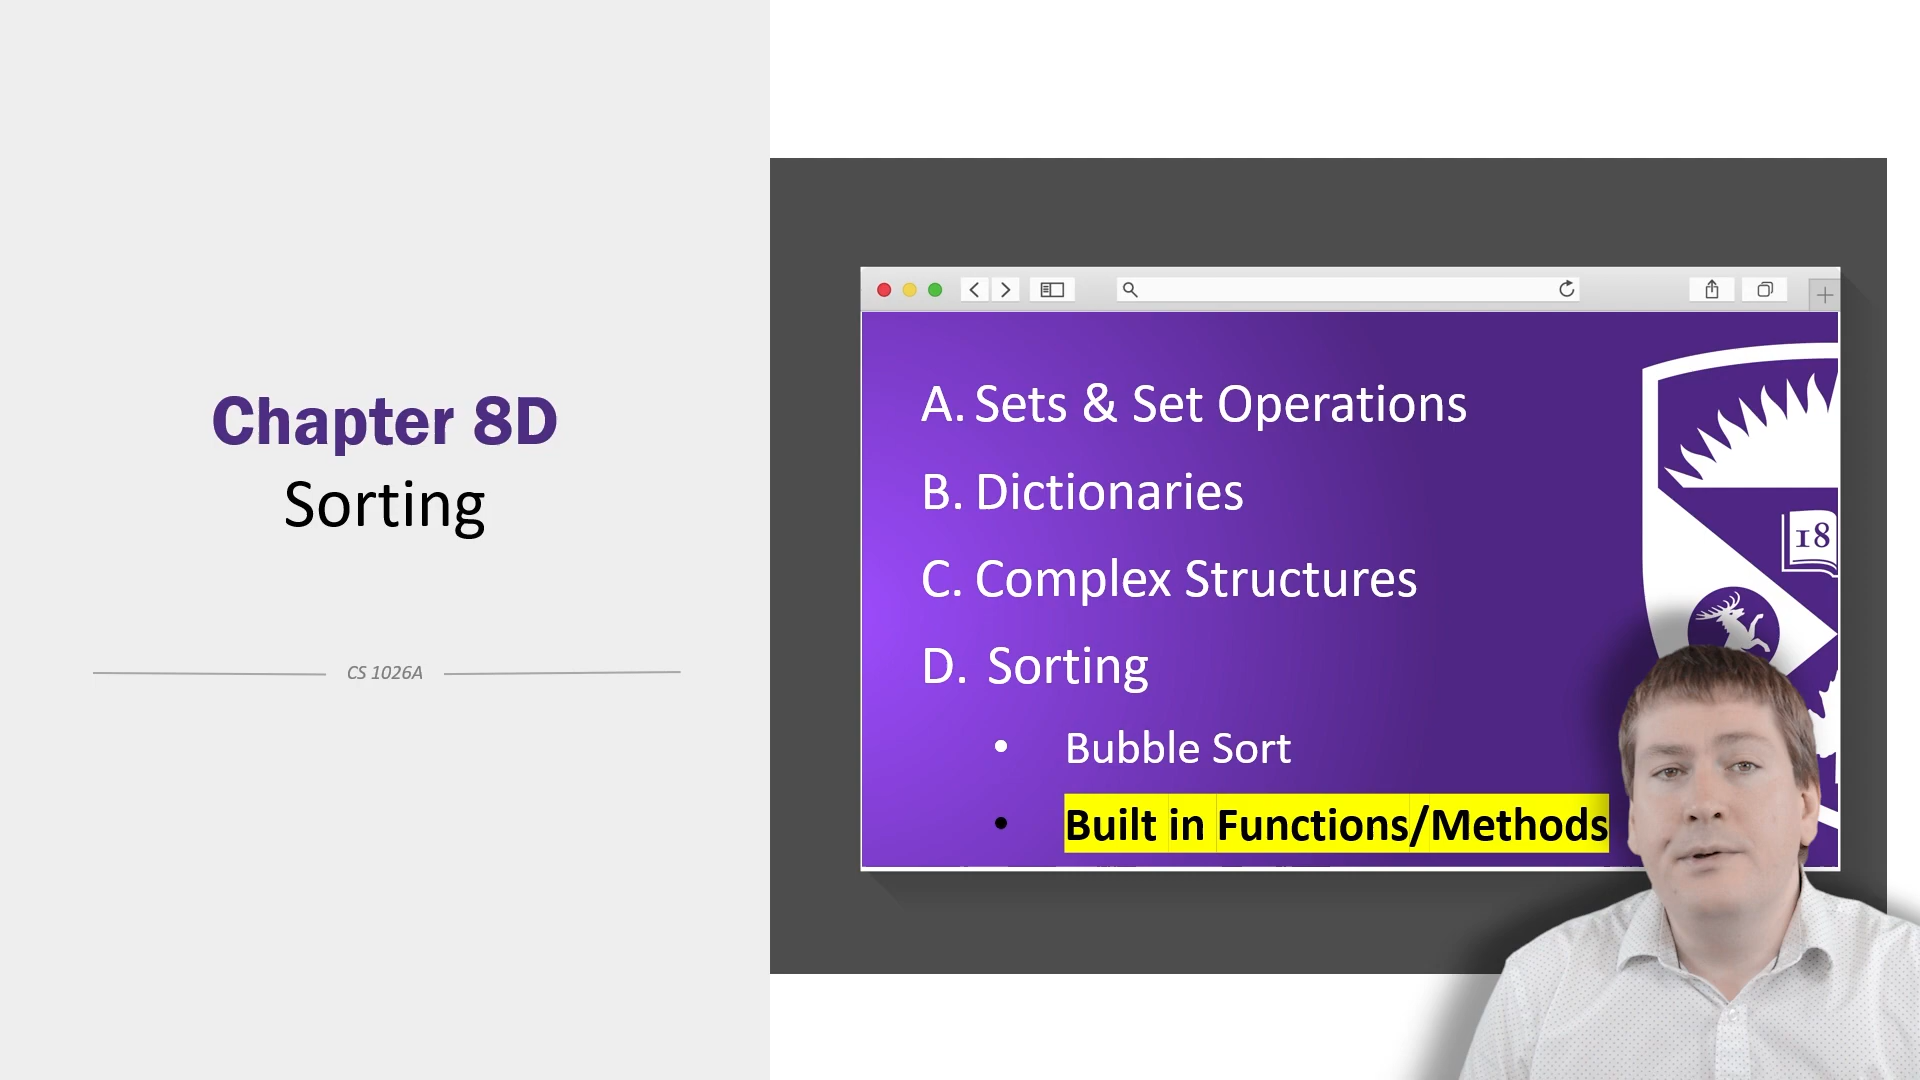 Chapter 8D
Sorting
CS 1026A
A. Sets & Set Operations
B. Dictionaries
C. Complex Structures
D. Sorting
• Bubble Sort
• Built in Functions/Methods
18